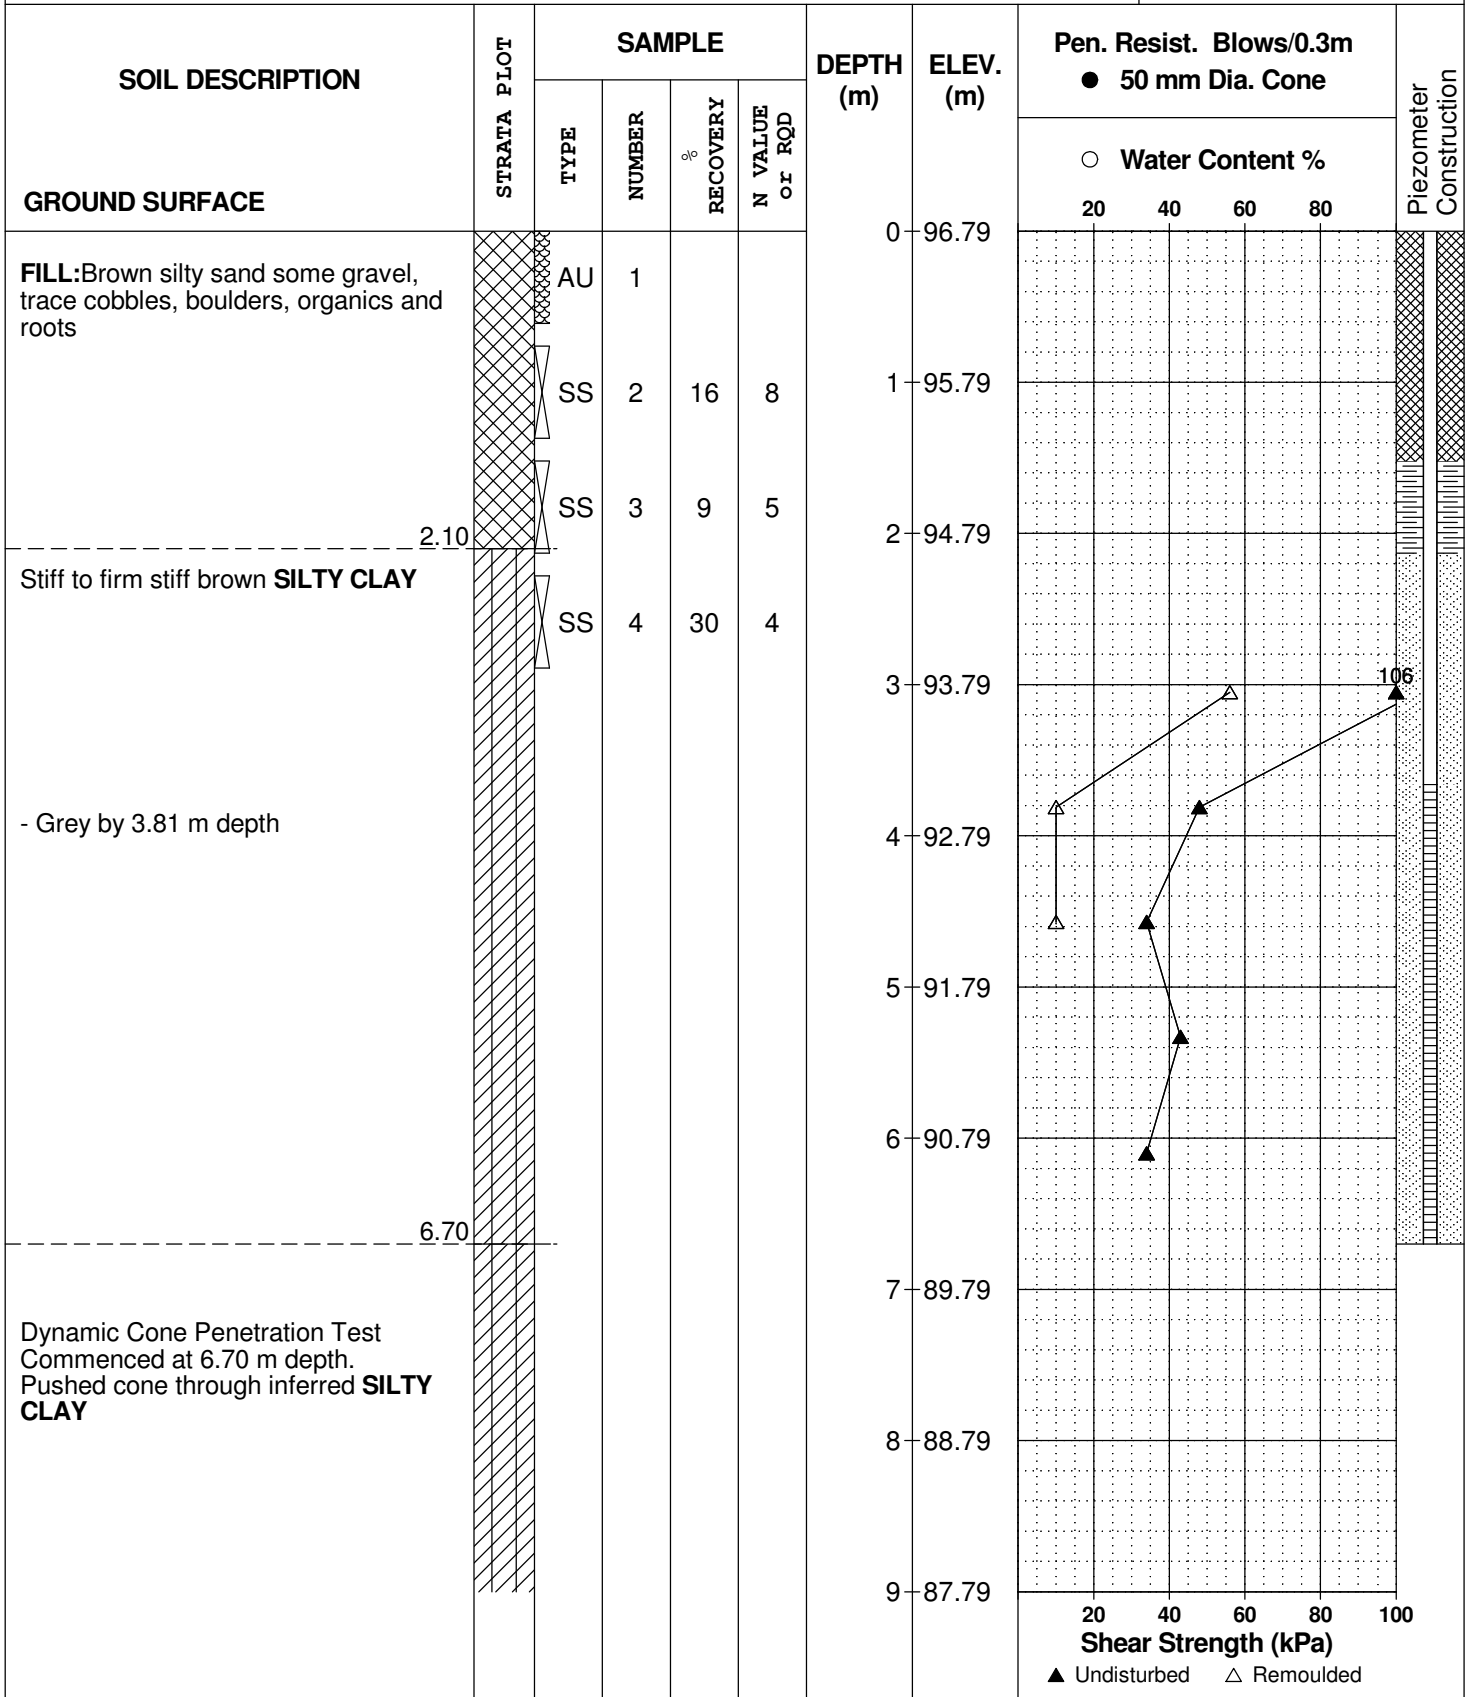 SOIL DESCRIPTION
GROUND SURFACE
STRATA PLOT
SAMPLE
TYPE
NUMBER
%
RECOVERY
N VALUE
or RQD
DEPTH
(m)
ELEV.
(m)
Pen. Resist. Blows/0.3m
● 50 mm Dia. Cone
○ Water Content %
20 40 60 80
Piezometer
Construction
0 96.79
FILL:Brown silty sand some gravel,
trace cobbles, boulders, organics and
roots
AU 1
1 95.79
SS 2 16 8
SS 3 9 5
2.10
2 94.79
Stiff to firm stiff brown SILTY CLAY
SS 4 30 4
106
3 93.79
- Grey by 3.81 m depth
4 92.79
5 91.79
6 90.79
6.70
7 89.79
Dynamic Cone Penetration Test
Commenced at 6.70 m depth.
Pushed cone through inferred SILTY
CLAY
8 88.79
9 87.79
20 40 60 80 100
Shear Strength (kPa)
▲ Undisturbed △ Remoulded